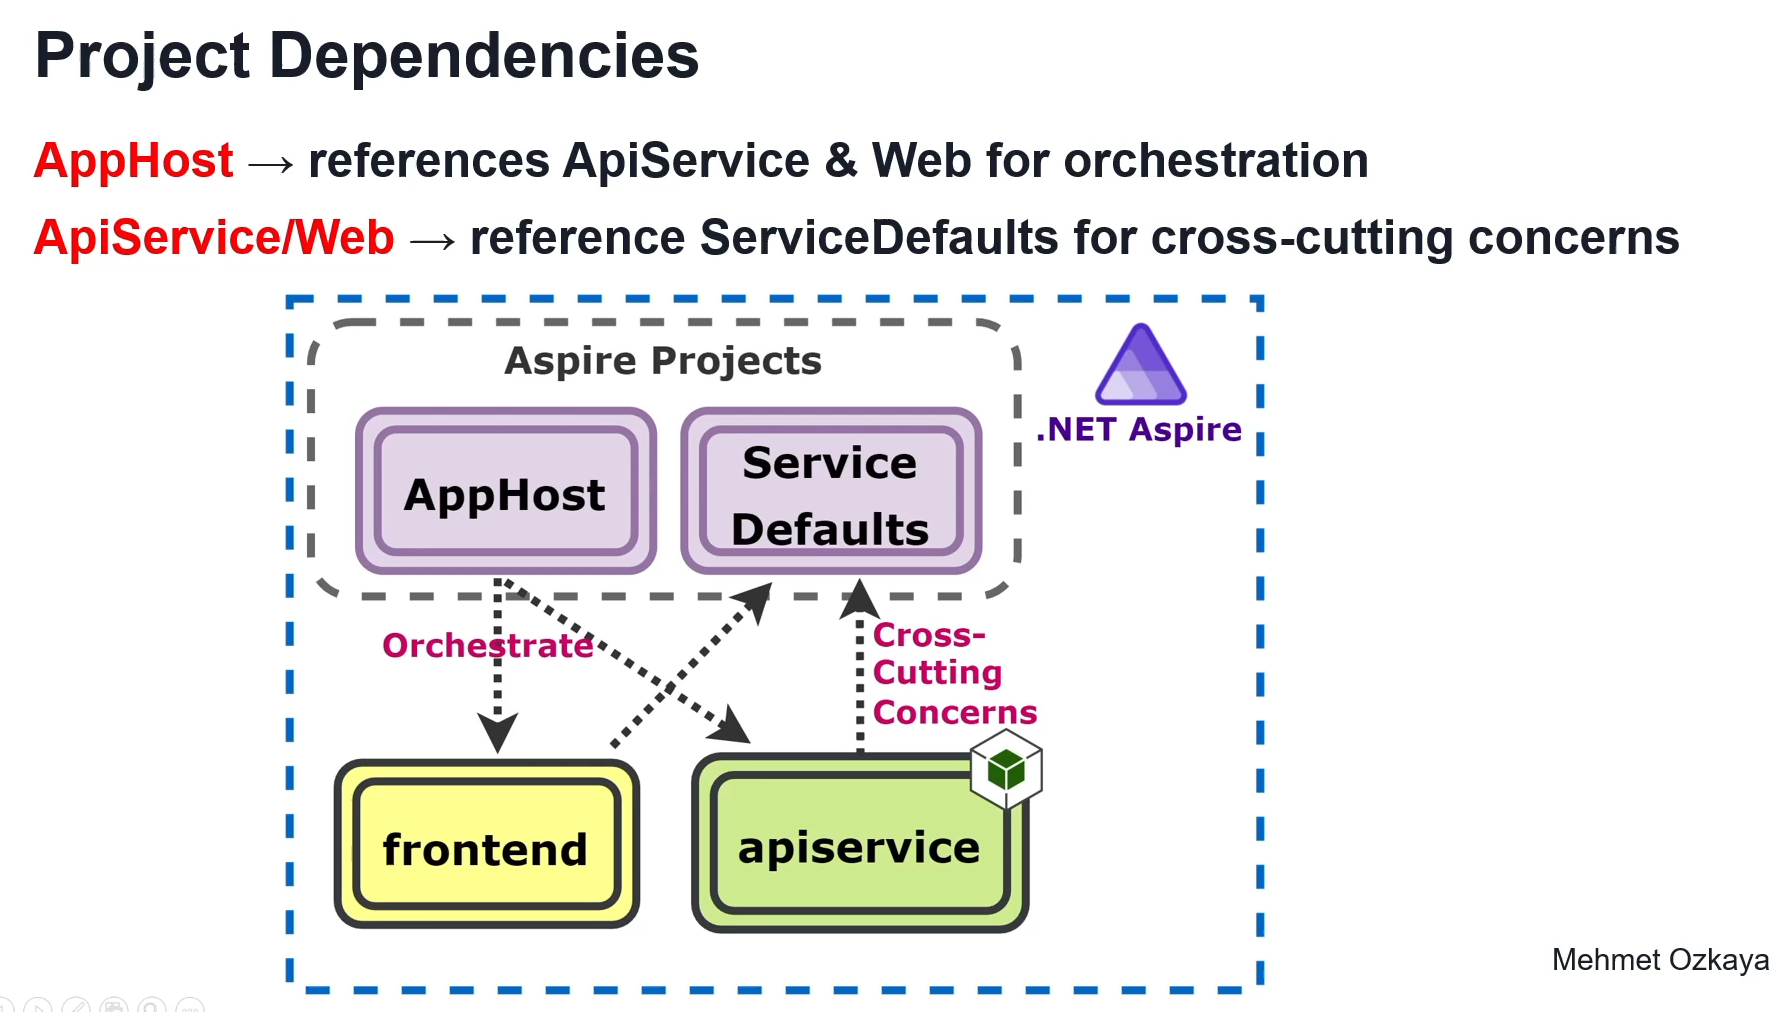 Project Dependencies
AppHost → references ApiService & Web for orchestration
ApiService/Web → reference ServiceDefaults for cross-cutting concerns
Aspire Projects
.NET Aspire
AppHost
Service
Defaults
Orchestrate
Cross-
Cutting
Concerns
frontend
apiservice
Mehmet Ozkaya